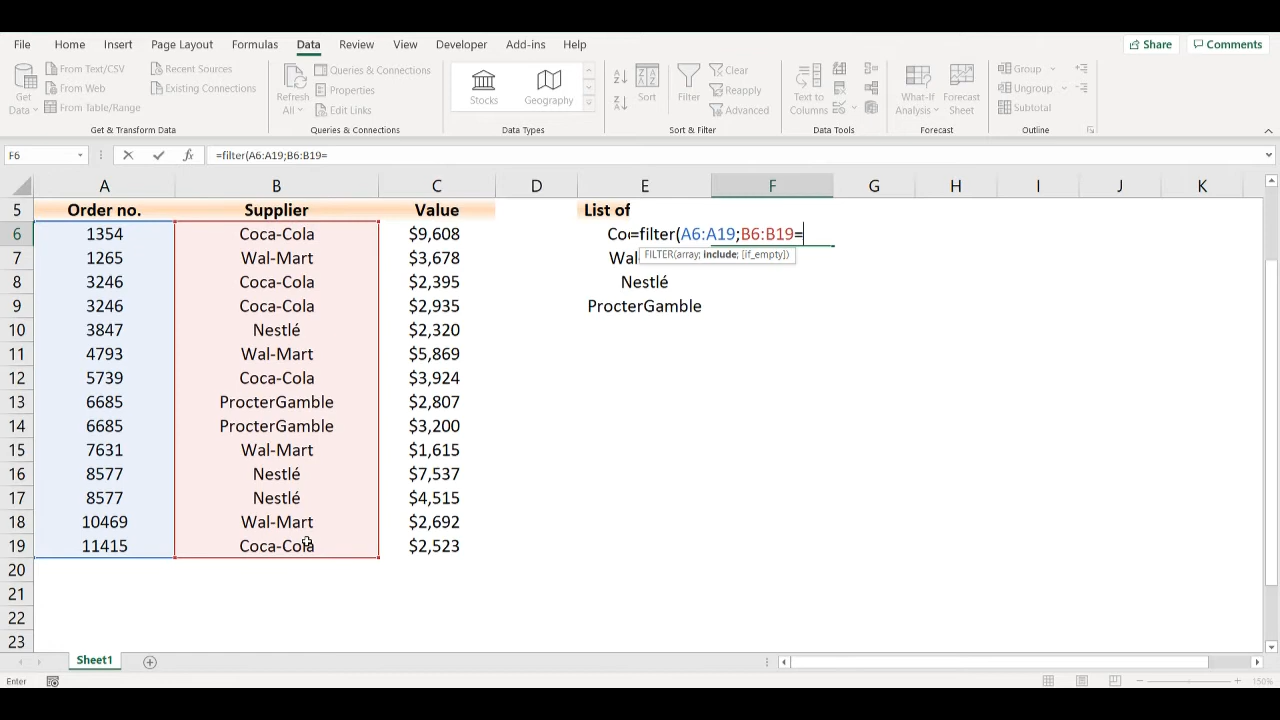 File Home Insert Page Layout Formulas Data Review View Developer Add-ins Help Share Comments
Get Data From Text/CSV From Web From Table/Range Recent Sources Existing Connections
Get & Transform Data
Refresh All Queries & Connections Properties Edit Links
Queries & Connections
Stocks Geography
Data Types
Sort Filter Clear Reapply Advanced
Sort & Filter
Text to Columns
Data Tools
What-If Analysis Forecast Sheet
Forecast
Group Ungroup Subtotal
Outline
F6 fx =filter(A6:A19;B6:B19=
A B C D E F G H I J K
5 Order no. Supplier Value List of
6 1354 Coca-Cola $9,608 Co =filter(A6:A19;B6:B19=
FILTER(array; include; [if_empty])
7 1265 Wal-Mart $3,678 Wal
8 3246 Coca-Cola $2,395 Nestlé
9 3246 Coca-Cola $2,935 ProcterGamble
10 3847 Nestlé $2,320
11 4793 Wal-Mart $5,869
12 5739 Coca-Cola $3,924
13 6685 ProcterGamble $2,807
14 6685 ProcterGamble $3,200
15 7631 Wal-Mart $1,615
16 8577 Nestlé $7,537
17 8577 Nestlé $4,515
18 10469 Wal-Mart $2,692
19 11415 Coca-Cola $2,523
20
21
22
23
Sheet1
Enter 150%